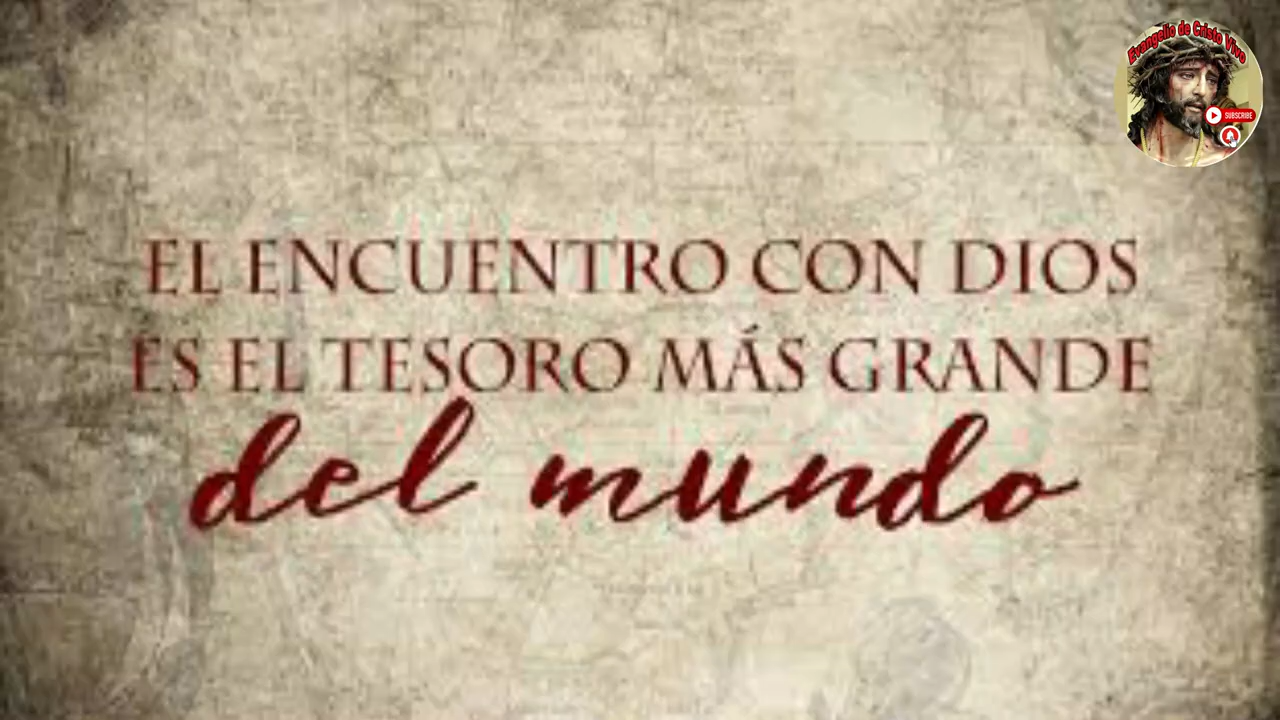 Evangelio de Cristo Vivo
SUBSCRIBE
EL ENCUENTRO CON DIOS
ES EL TESORO MÁS GRANDE
del mundo